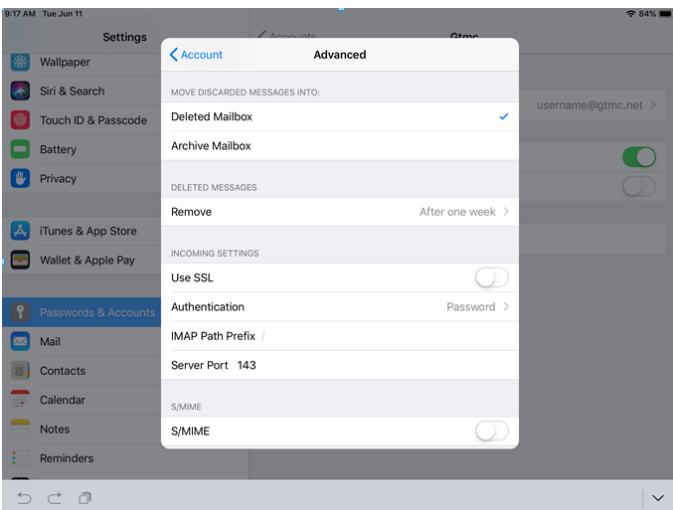 9:17 AM Tue Jun 11
84%
Settings
Wallpaper
Siri & Search
Touch ID & Passcode
Battery
Privacy
iTunes & App Store
Wallet & Apple Pay
Passwords & Accounts
Mail
Contacts
Calendar
Notes
Reminders
Accounts
Gtmc
username@gtmc.net
Account
Advanced
MOVE DISCARDED MESSAGES INTO:
Deleted Mailbox
Archive Mailbox
DELETED MESSAGES
Remove After one week
INCOMING SETTINGS
Use SSL
Authentication Password
IMAP Path Prefix /
Server Port 143
S/MIME
S/MIME